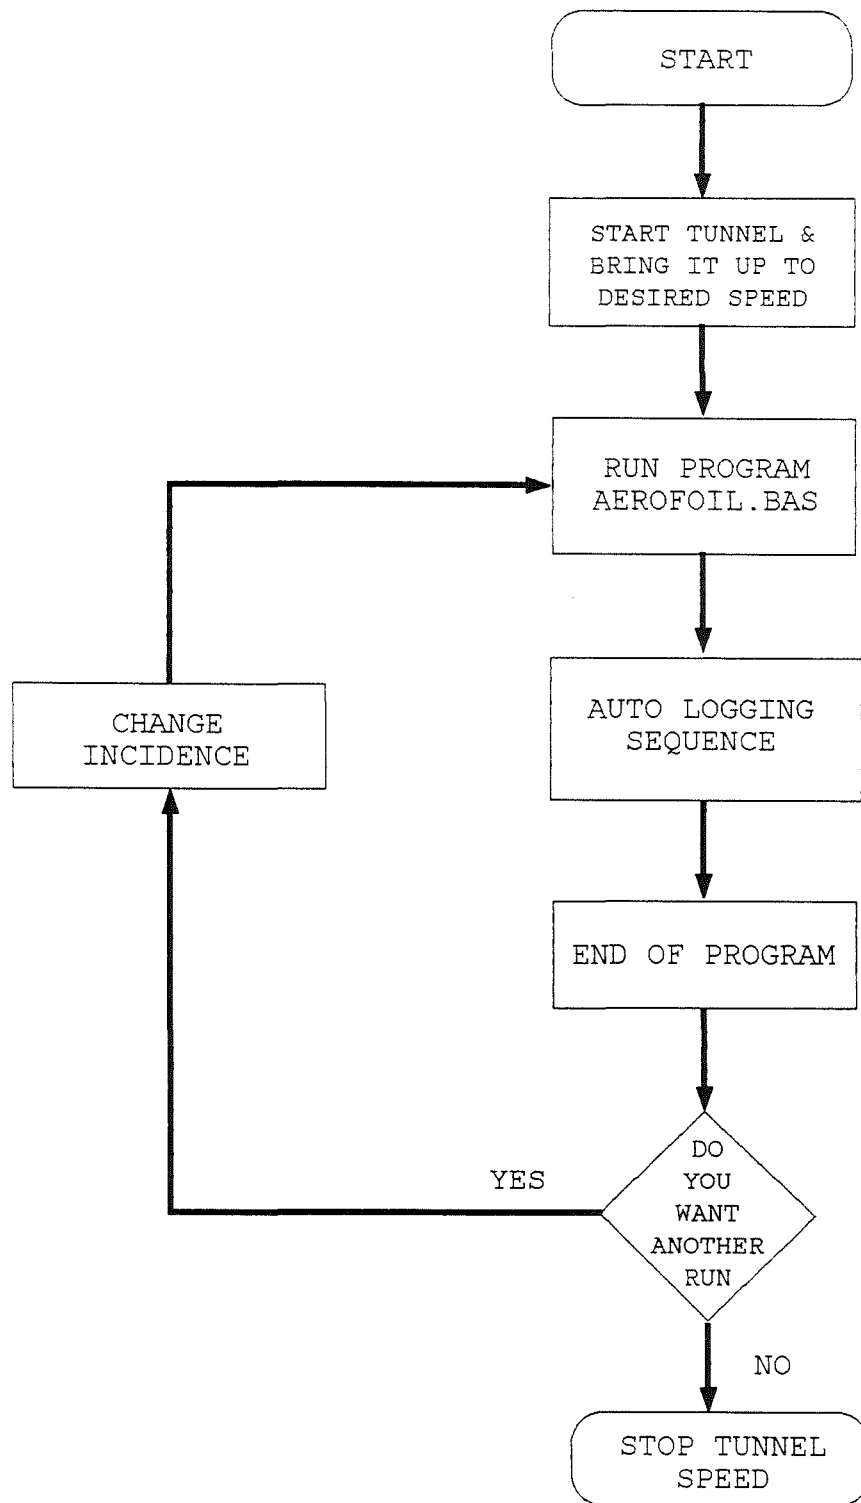 START
START TUNNEL &
BRING IT UP TO
DESIRED SPEED
RUN PROGRAM
AEROFOIL.BAS
CHANGE
INCIDENCE
AUTO LOGGING
SEQUENCE
END OF PROGRAM
DO
YOU
WANT
ANOTHER
RUN
YES
NO
STOP TUNNEL
SPEED